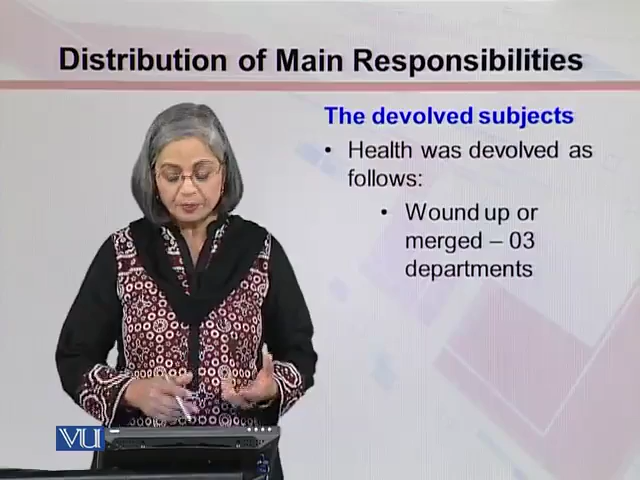 Distribution of Main Responsibilities
The devolved subjects
• Health was devolved as
follows:
• Wound up or
merged – 03
departments
VU